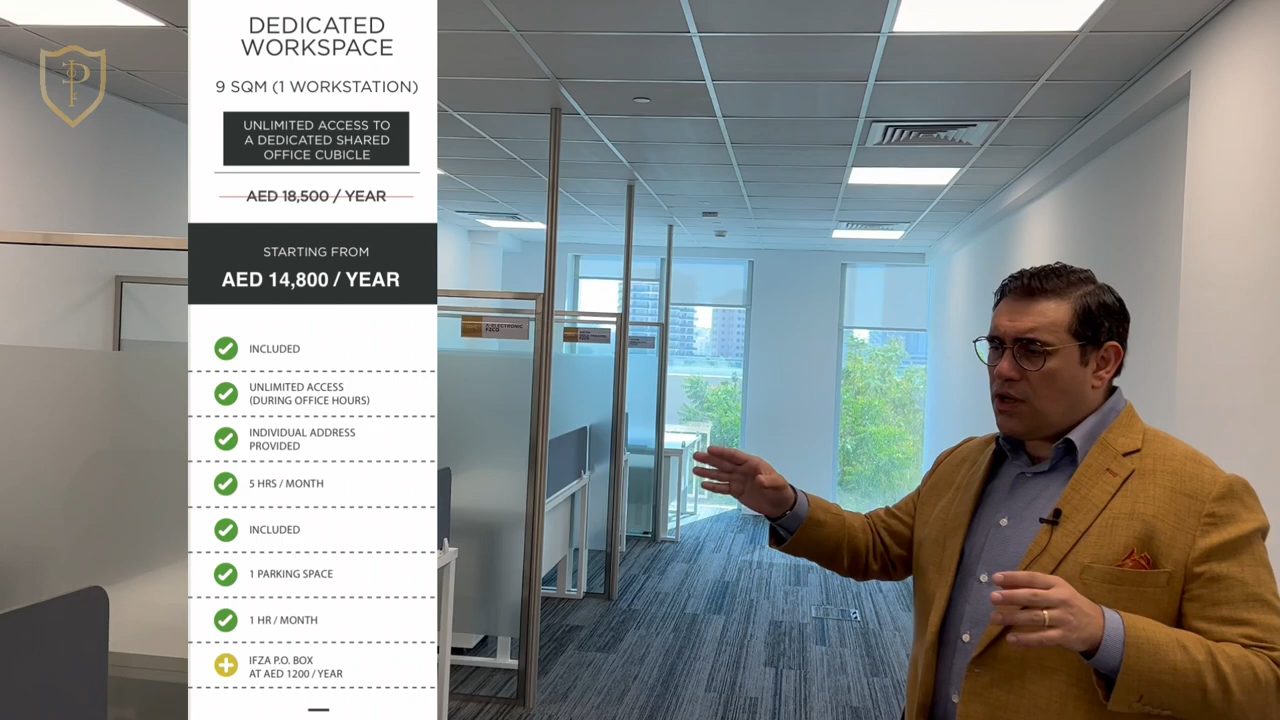 DEDICATED
WORKSPACE
9 SQM (1 WORKSTATION)
UNLIMITED ACCESS TO
A DEDICATED SHARED
OFFICE CUBICLE
AED 18,500 / YEAR
STARTING FROM
AED 14,800 / YEAR
INCLUDED
UNLIMITED ACCESS
(DURING OFFICE HOURS)
INDIVIDUAL ADDRESS
PROVIDED
5 HRS / MONTH
INCLUDED
1 PARKING SPACE
1 HR / MONTH
IFZA P.O. BOX
AT AED 1200 / YEAR
FZCO